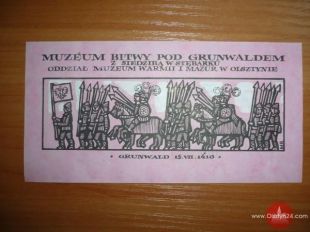 MUZEUM BITWY POD GRUNWALDEM
Z SIEDZIBĄ W STĘBARKU
ODDZIAŁ MUZEUM WARMII I MAZUR W OLSZTYNIE
• GRUNWALD 15.VII.1410 •
www.Olsztyn24.com